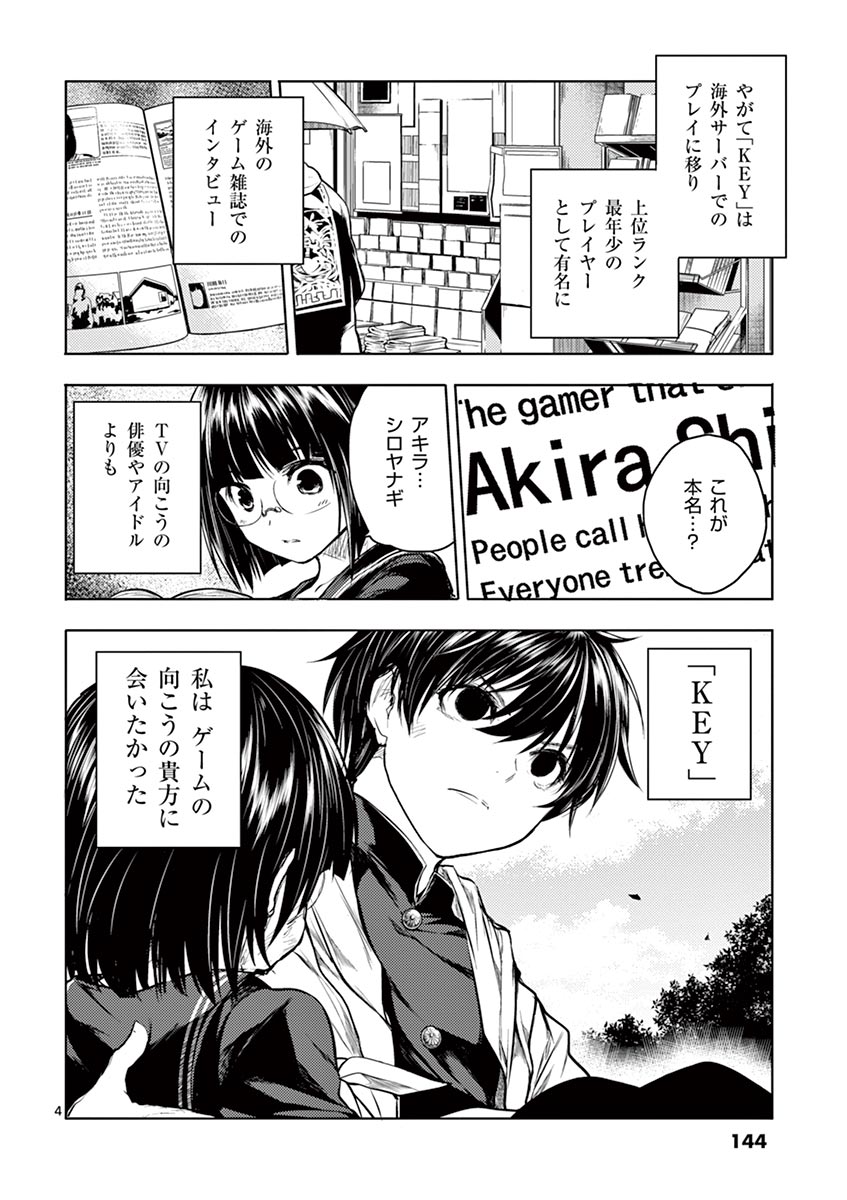 やがて「KEY」は
海外サーバーでの
プレイに移り
上位ランク
最年少の
プレイヤー
として有名に
海外の
ゲーム雑誌での
インタビュー
he gamer that
Akira Shi
People call
Everyone tre
これが
本名…?
アキラ…
シロヤナギ
TVの向こうの
俳優やアイドル
よりも
「KEY」
私は ゲームの
向こうの貴方に
会いたかった
4
144